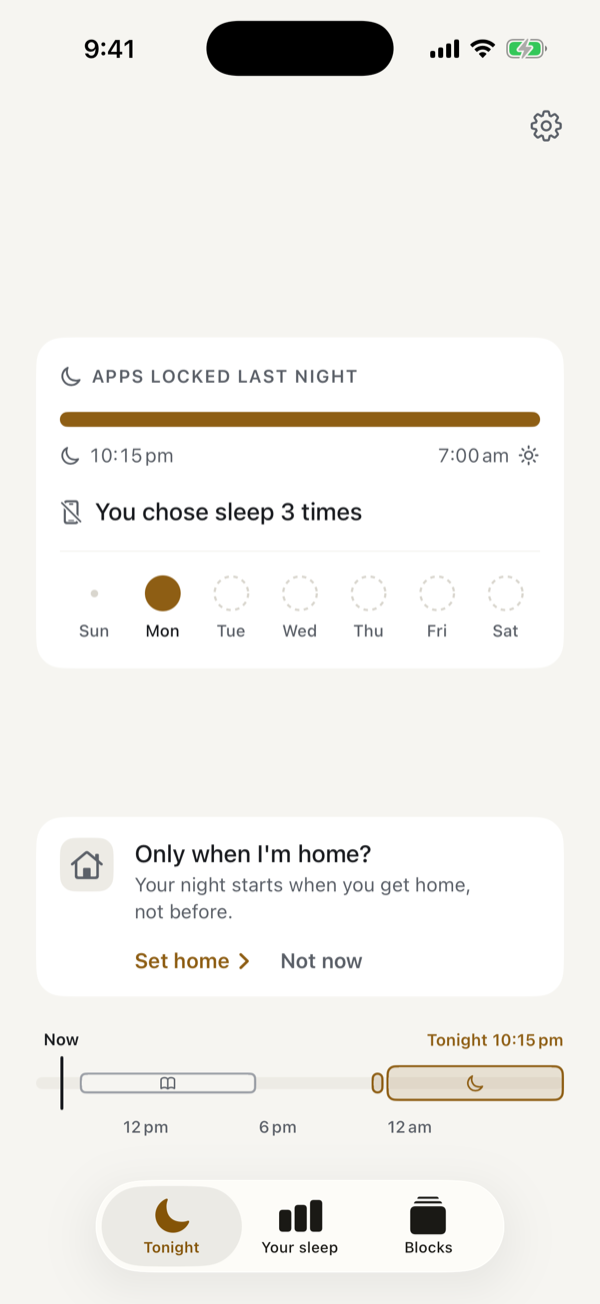 9:41
APPS LOCKED LAST NIGHT
10:15 pm
7:00 am
You chose sleep 3 times
Sun Mon Tue Wed Thu Fri Sat
Only when I'm home?
Your night starts when you get home,
not before.
Set home
Not now
Now
Tonight 10:15 pm
12 pm 6 pm 12 am
Tonight Your sleep Blocks